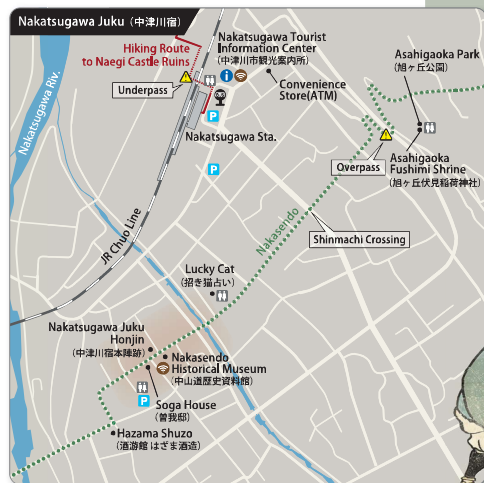 Nakatsugawa Juku（中津川宿）
Nakatsugawa Riv.
Hiking Route
to Naegi Castle Ruins
Underpass
Nakatsugawa Tourist
Information Center
（中津川市観光案内所）
Convenience
Store(ATM)
Asahigaoka Park
（旭ヶ丘公園）
P
Nakatsugawa Sta.
P
Asahigaoka
Fushimi Shrine
（旭ヶ丘伏見稲荷神社）
Overpass
Nakasendo
Shinmachi Crossing
JR Chuo Line
Lucky Cat
（招き猫占い）
Nakatsugawa Juku
Honjin
（中津川宿本陣跡）
Nakasendo
Historical Museum
（中山道歴史資料館）
P
Soga House
（曽我邸）
Hazama Shuzo
（酒游館 はざま酒造）